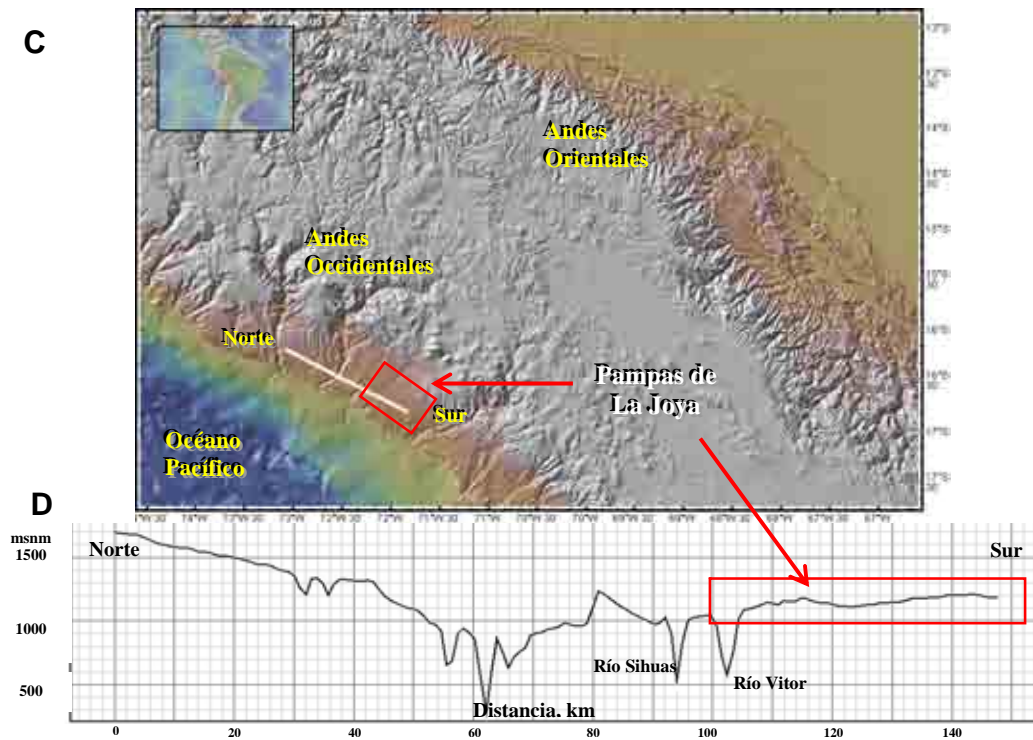 C
Andes
Orientales
Andes
Occidentales
Norte
Pampas de
La Joya
Sur
Océano
Pacífico
D
msnm
Norte
Sur
1500
1000
500
Río Sihuas
Río Vitor
Distancia. km
0 20 40 60 80 100 120 140